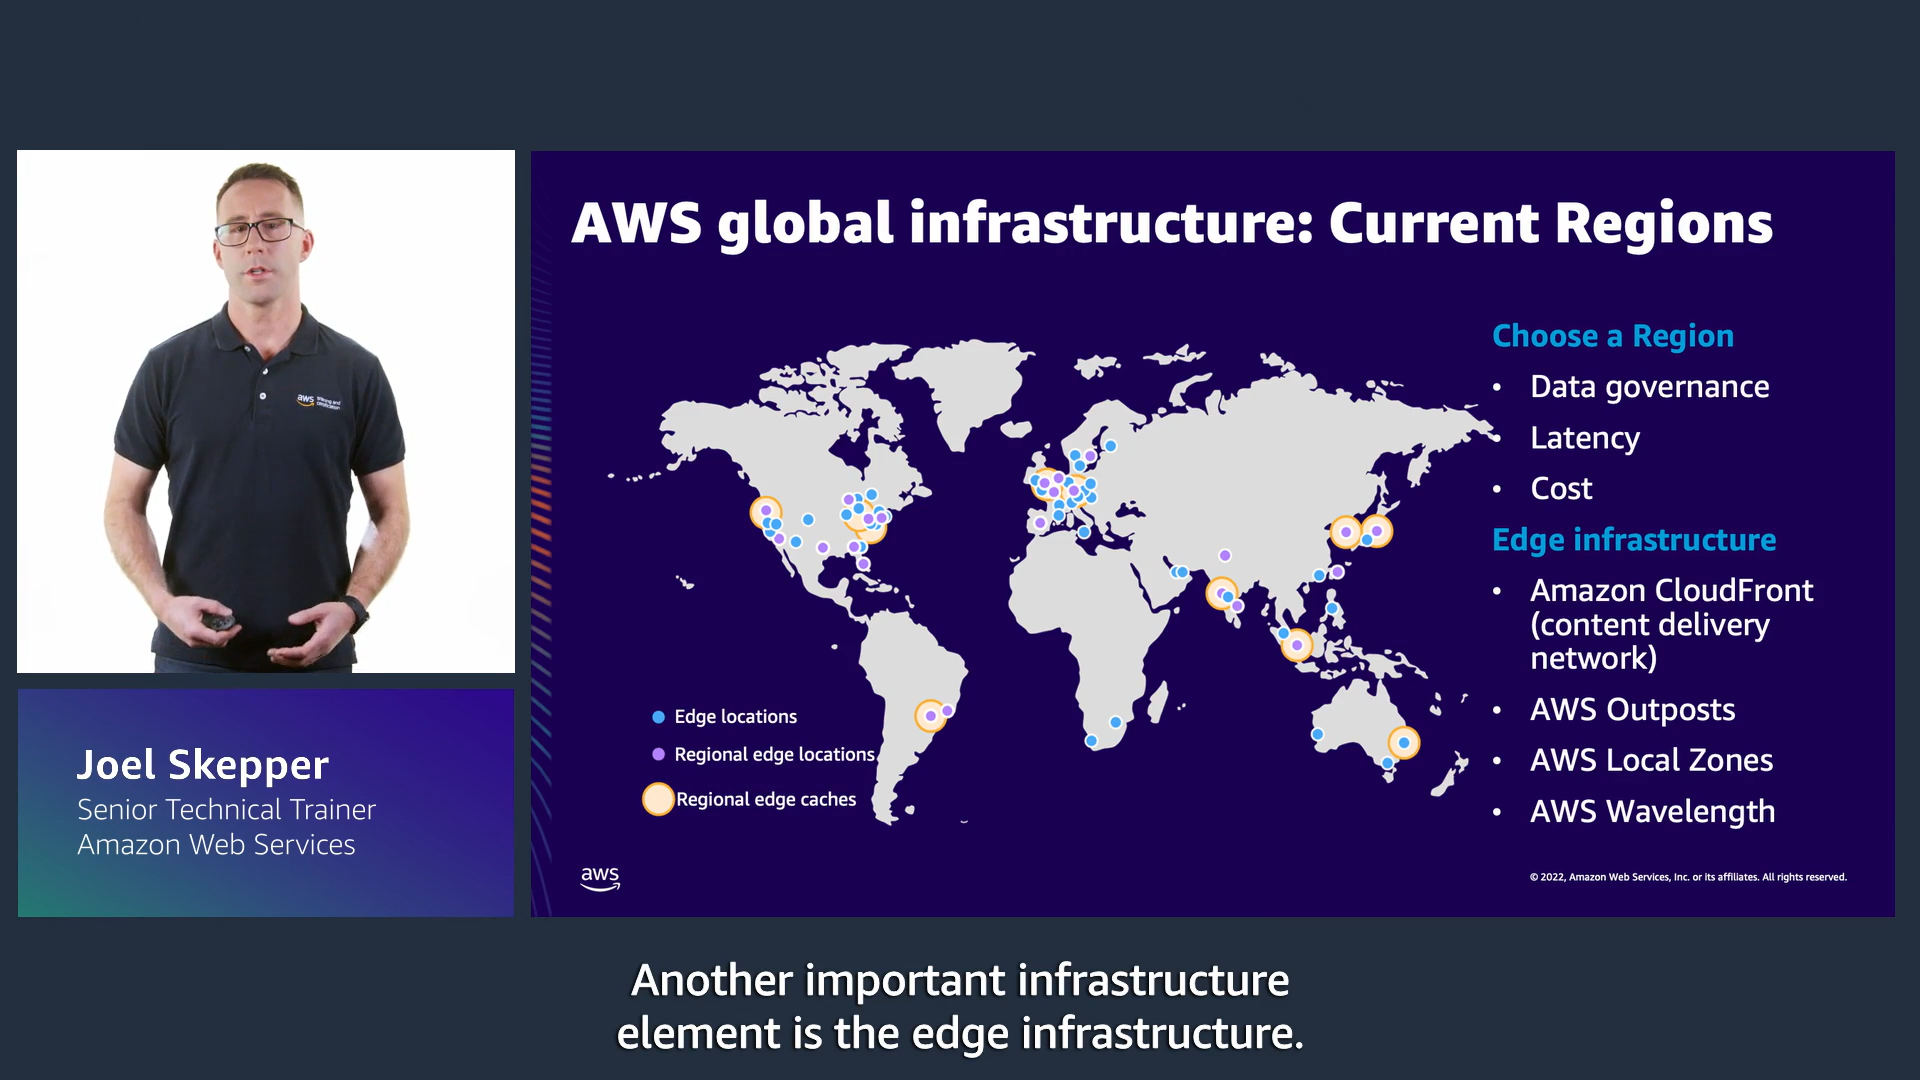 AWS global infrastructure: Current Regions
aws training and
certification
Choose a Region
• Data governance
• Latency
• Cost
Edge infrastructure
• Amazon CloudFront
(content delivery
network)
• AWS Outposts
• AWS Local Zones
• AWS Wavelength
Edge locations
Regional edge locations
Regional edge caches
aws
© 2022, Amazon Web Services, Inc. or its affiliates. All rights reserved.
Joel Skepper
Senior Technical Trainer
Amazon Web Services
Another important infrastructure
element is the edge infrastructure.